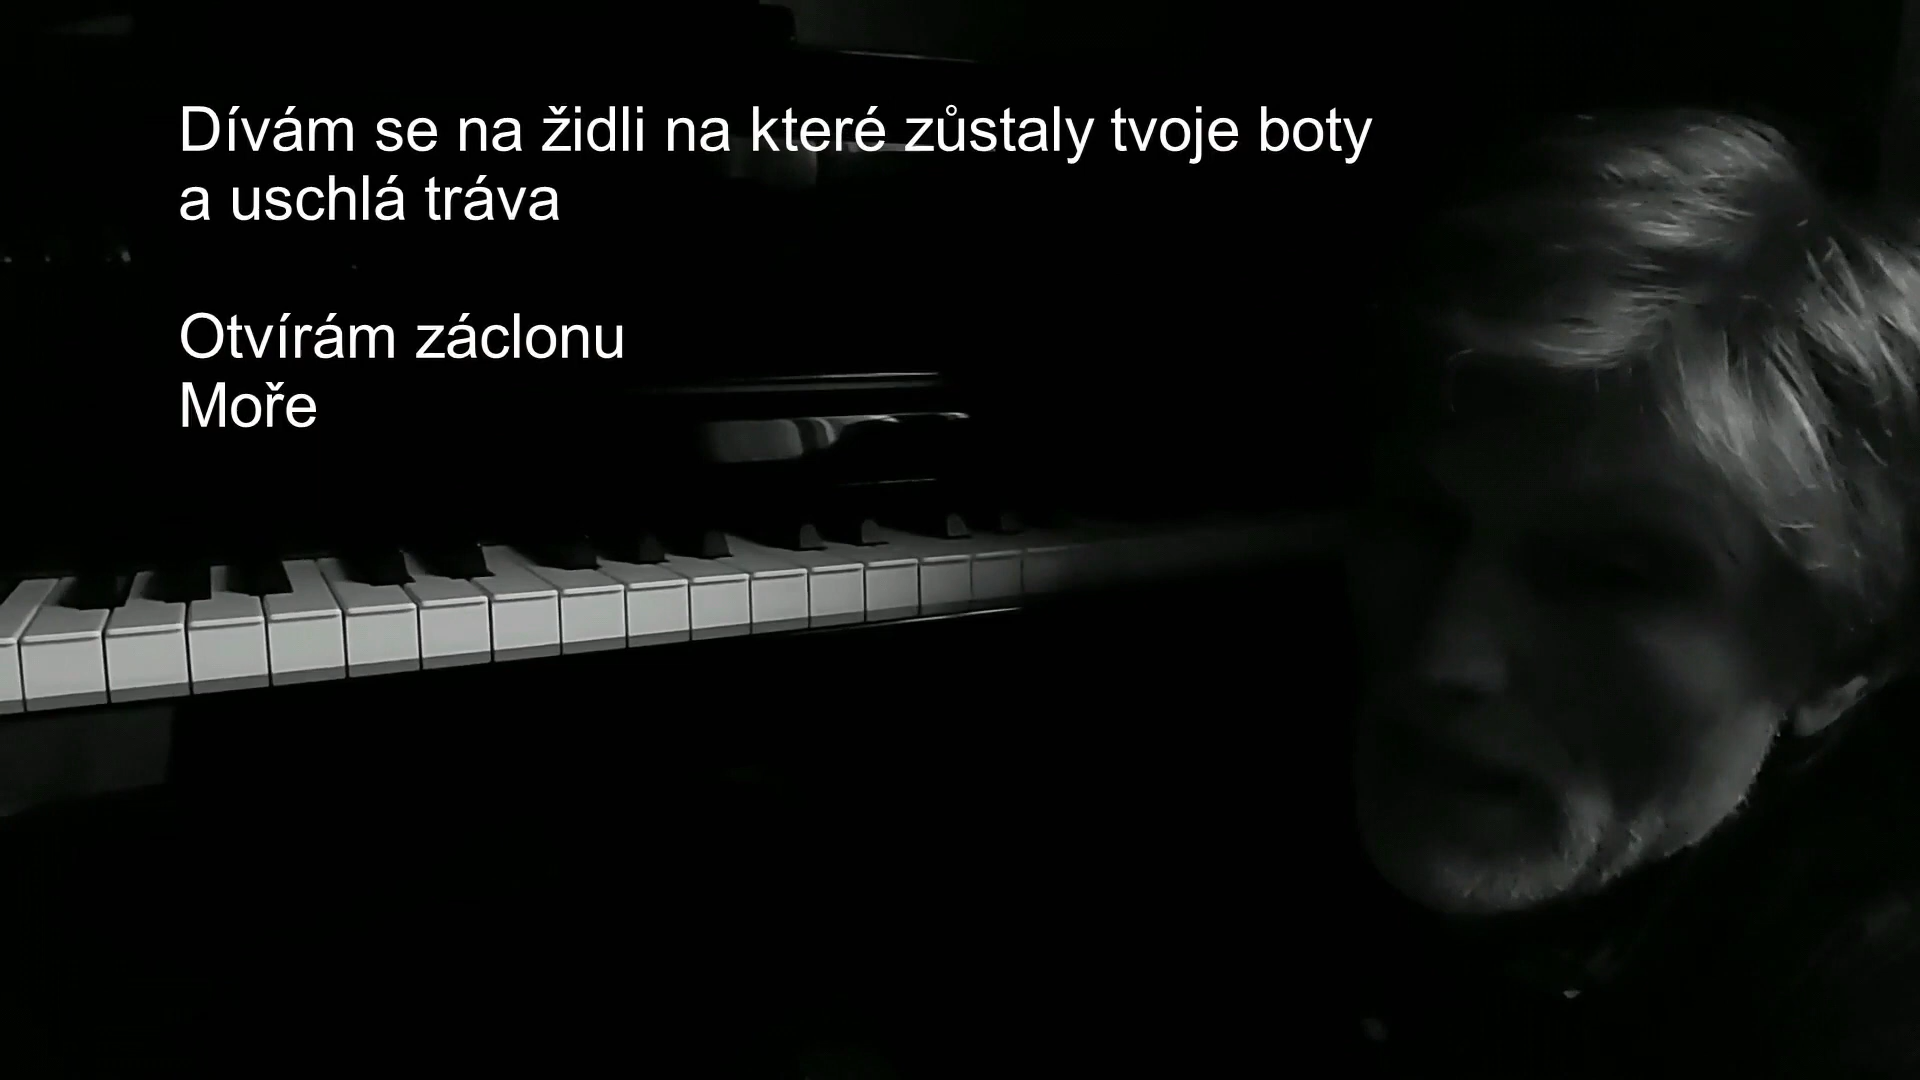 Dívám se na židli na které zůstaly tvoje boty
a uschlá tráva
Otvírám záclonu
Moře